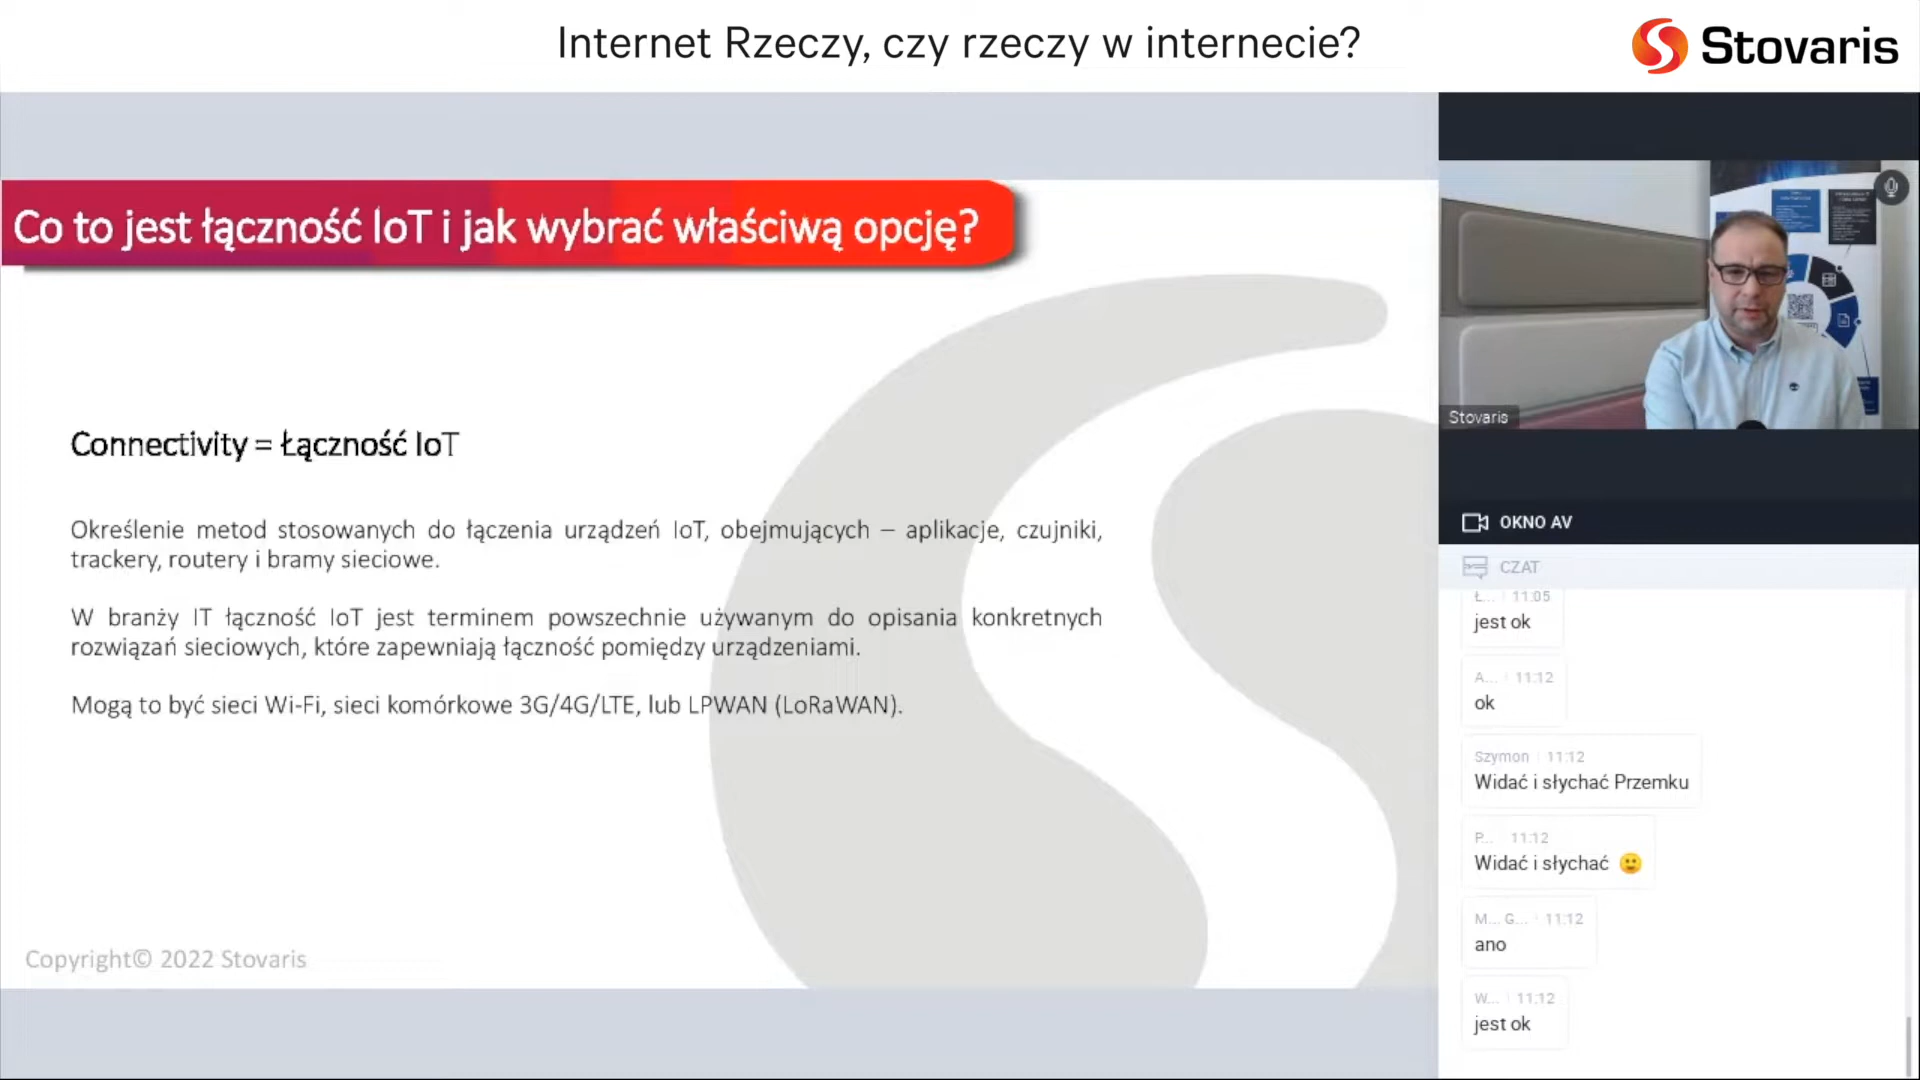 Internet Rzeczy, czy rzeczy w internecie?
Stovaris
Co to jest łączność IoT i jak wybrać właściwą opcję?
Connectivity = Łączność IoT
Określenie metod stosowanych do łączenia urządzeń IoT, obejmujących – aplikacje, czujniki,
trackery, routery i bramy sieciowe.
W branży IT łączność IoT jest terminem powszechnie używanym do opisania konkretnych
rozwiązań sieciowych, które zapewniają łączność pomiędzy urządzeniami.
Mogą to być sieci Wi-Fi, sieci komórkowe 3G/4G/LTE, lub LPWAN (LoRaWAN).
Copyright© 2022 Stovaris
Stovaris
OKNO AV
CZAT
Ł... 11:05
jest ok
A... 11:12
ok
Szymon 11:12
Widać i słychać Przemku
P... 11:12
Widać i słychać 🙂
M... G... 11:12
ano
W... 11:12
jest ok